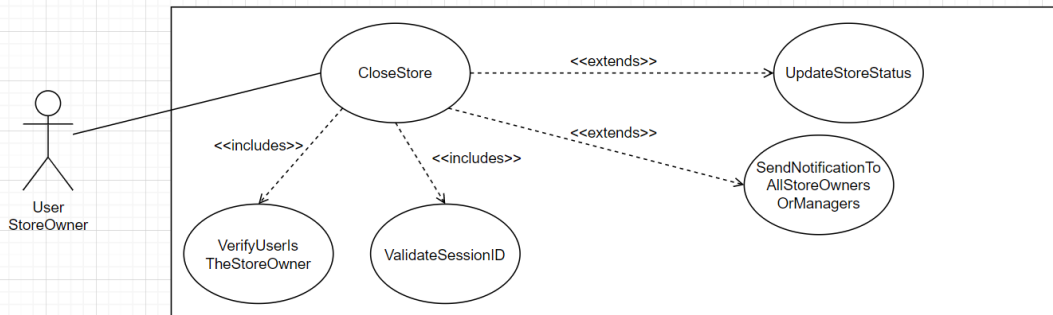 CloseStore
<<extends>>
UpdateStoreStatus
<<extends>>
<<includes>>
<<includes>>
SendNotificationTo
AllStoreOwners
OrManagers
User
StoreOwner
VerifyUserIs
TheStoreOwner
ValidateSessionID